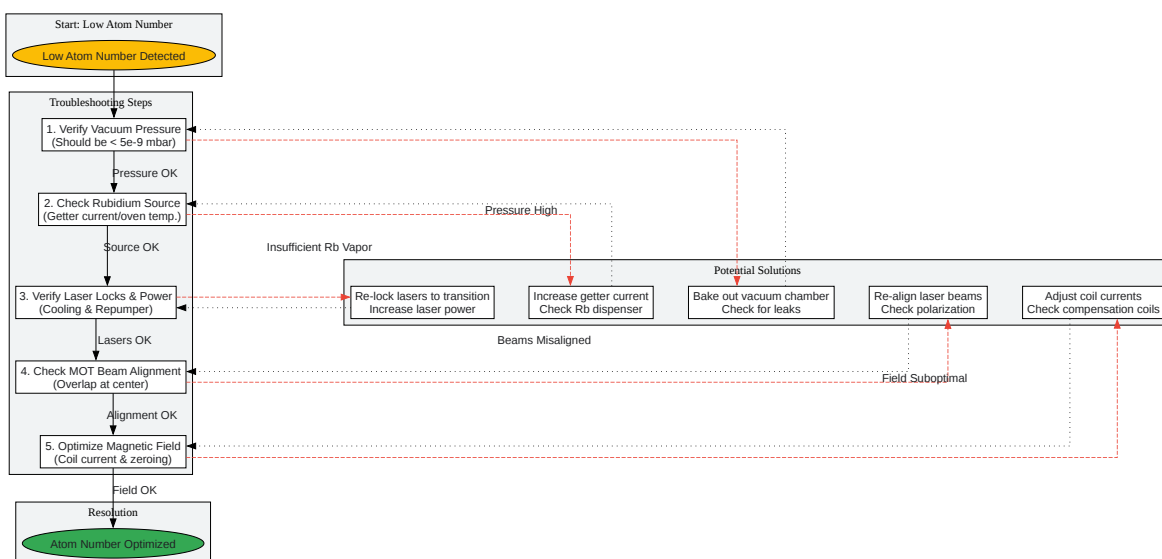 Start: Low Atom Number
Low Atom Number Detected
Troubleshooting Steps
1. Verify Vacuum Pressure
(Should be < 5e-9 mbar)
Pressure OK
2. Check Rubidium Source
(Getter current/oven temp.)
Pressure High
Source OK
Insufficient Rb Vapor
Potential Solutions
3. Verify Laser Locks & Power
(Cooling & Repumper)
Re-lock lasers to transition
Increase laser power
Increase getter current
Check Rb dispenser
Bake out vacuum chamber
Check for leaks
Re-align laser beams
Check polarization
Adjust coil currents
Check compensation coils
Lasers OK
Beams Misaligned
4. Check MOT Beam Alignment
(Overlap at center)
Field Suboptimal
Alignment OK
5. Optimize Magnetic Field
(Coil current & zeroing)
Field OK
Resolution
Atom Number Optimized